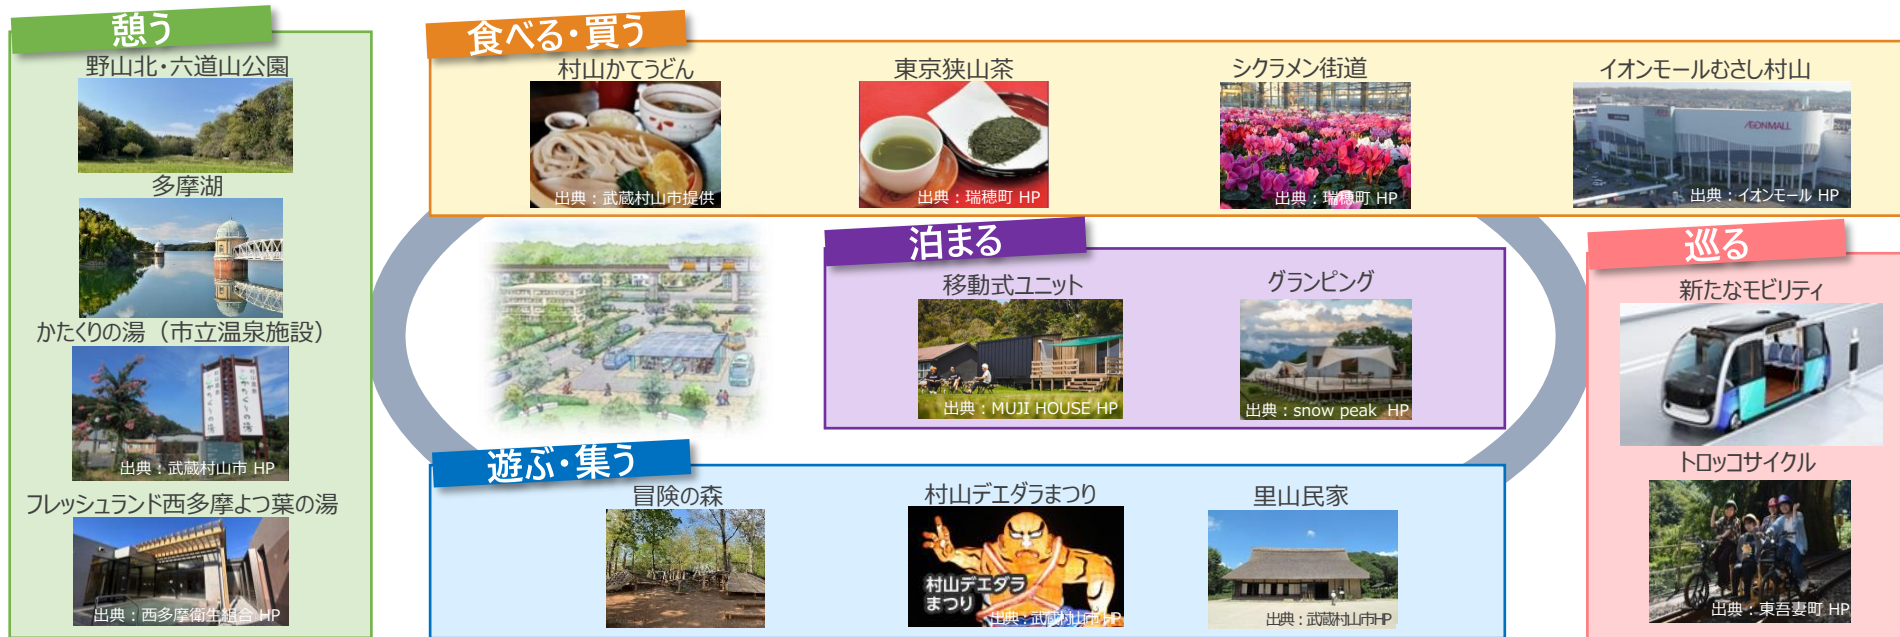 憩う
野山北・六道山公園
多摩湖
かたくりの湯（市立温泉施設）
かたくりの湯
出典：武蔵村山市 HP
フレッシュランド西多摩よつ葉の湯
出典：西多摩衛生組合 HP
食べる・買う
村山かてうどん
出典：武蔵村山市提供
東京狭山茶
出典：瑞穂町 HP
シクラメン街道
出典：瑞穂町 HP
イオンモールむさし村山
ÆONMALL
出典：イオンモール HP
泊まる
移動式ユニット
出典：MUJI HOUSE HP
グランピング
出典：snow peak HP
遊ぶ・集う
冒険の森
村山デエダラまつり
村山デエダラ
まつり
出典：武蔵村山市 HP
里山民家
出典：武蔵村山市HP
巡る
新たなモビリティ
トロッコサイクル
出典：東吾妻町 HP